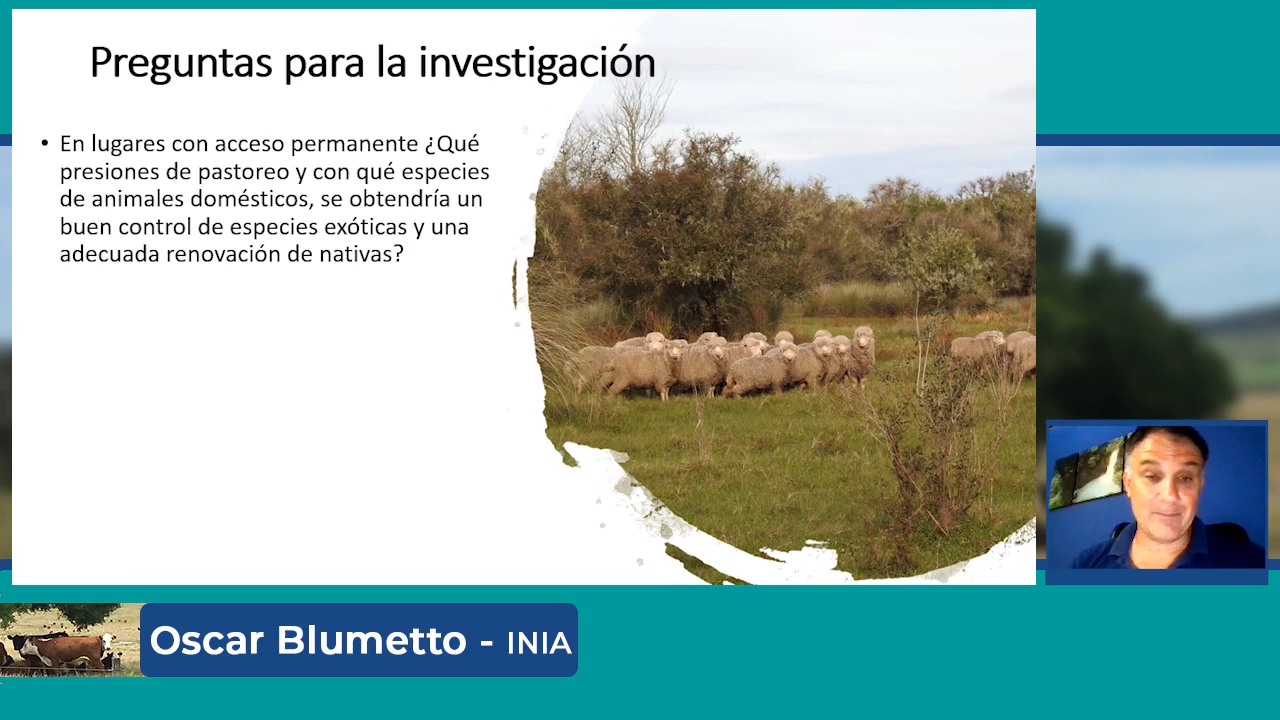 Preguntas para la investigación
• En lugares con acceso permanente ¿Qué
presiones de pastoreo y con qué especies
de animales domésticos, se obtendría un
buen control de especies exóticas y una
adecuada renovación de nativas?
Oscar Blumetto - INIA